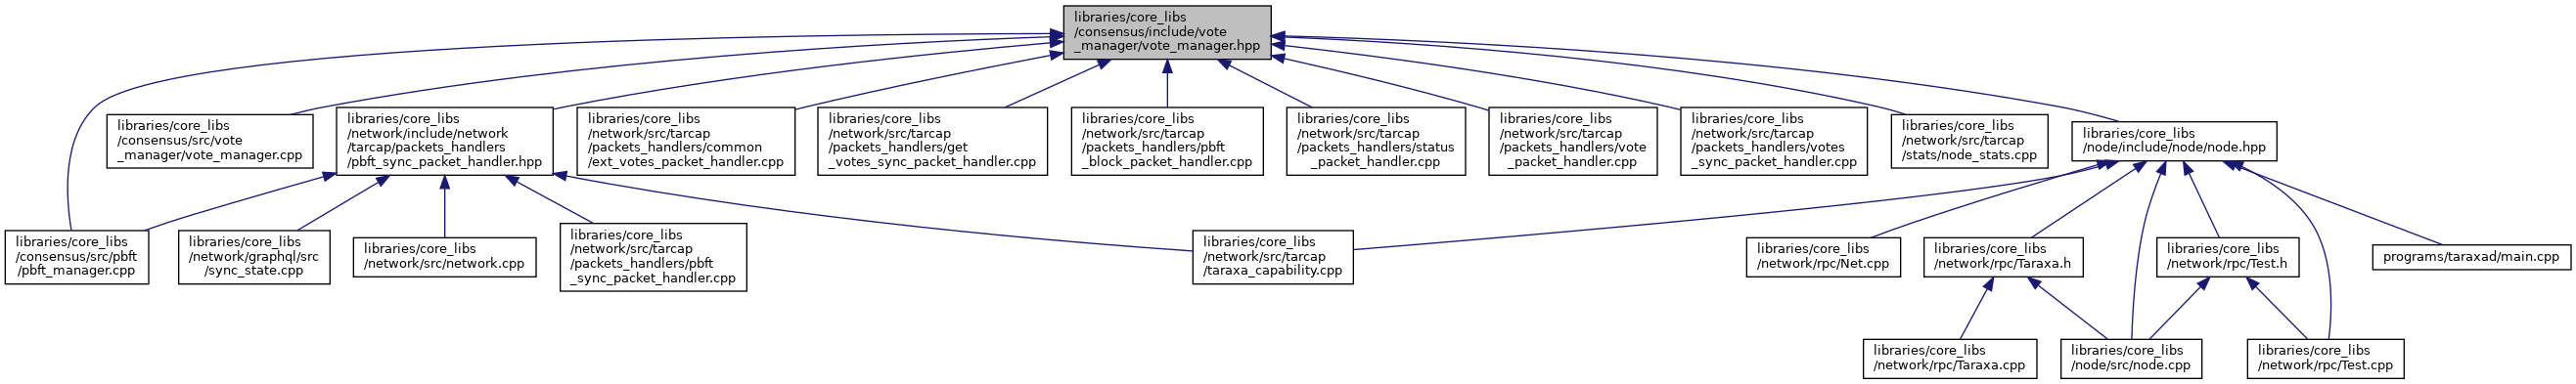 libraries/core_libs
/consensus/include/vote
_manager/vote_manager.hpp
libraries/core_libs
/consensus/src/vote
_manager/vote_manager.cpp
libraries/core_libs
/network/include/network
/tarcap/packets_handlers
/pbft_sync_packet_handler.hpp
libraries/core_libs
/network/src/tarcap
/packets_handlers/common
/ext_votes_packet_handler.cpp
libraries/core_libs
/network/src/tarcap
/packets_handlers/get
_votes_sync_packet_handler.cpp
libraries/core_libs
/network/src/tarcap
/packets_handlers/pbft
_block_packet_handler.cpp
libraries/core_libs
/network/src/tarcap
/packets_handlers/status
_packet_handler.cpp
libraries/core_libs
/network/src/tarcap
/packets_handlers/vote
_packet_handler.cpp
libraries/core_libs
/network/src/tarcap
/packets_handlers/votes
_sync_packet_handler.cpp
libraries/core_libs
/network/src/tarcap
/stats/node_stats.cpp
libraries/core_libs
/node/include/node/node.hpp
libraries/core_libs
/consensus/src/pbft
/pbft_manager.cpp
libraries/core_libs
/network/graphql/src
/sync_state.cpp
libraries/core_libs
/network/src/network.cpp
libraries/core_libs
/network/src/tarcap
/packets_handlers/pbft
_sync_packet_handler.cpp
libraries/core_libs
/network/src/tarcap
/taraxa_capability.cpp
libraries/core_libs
/network/rpc/Net.cpp
libraries/core_libs
/network/rpc/Taraxa.h
libraries/core_libs
/network/rpc/Test.h
programs/taraxad/main.cpp
libraries/core_libs
/network/rpc/Taraxa.cpp
libraries/core_libs
/node/src/node.cpp
libraries/core_libs
/network/rpc/Test.cpp